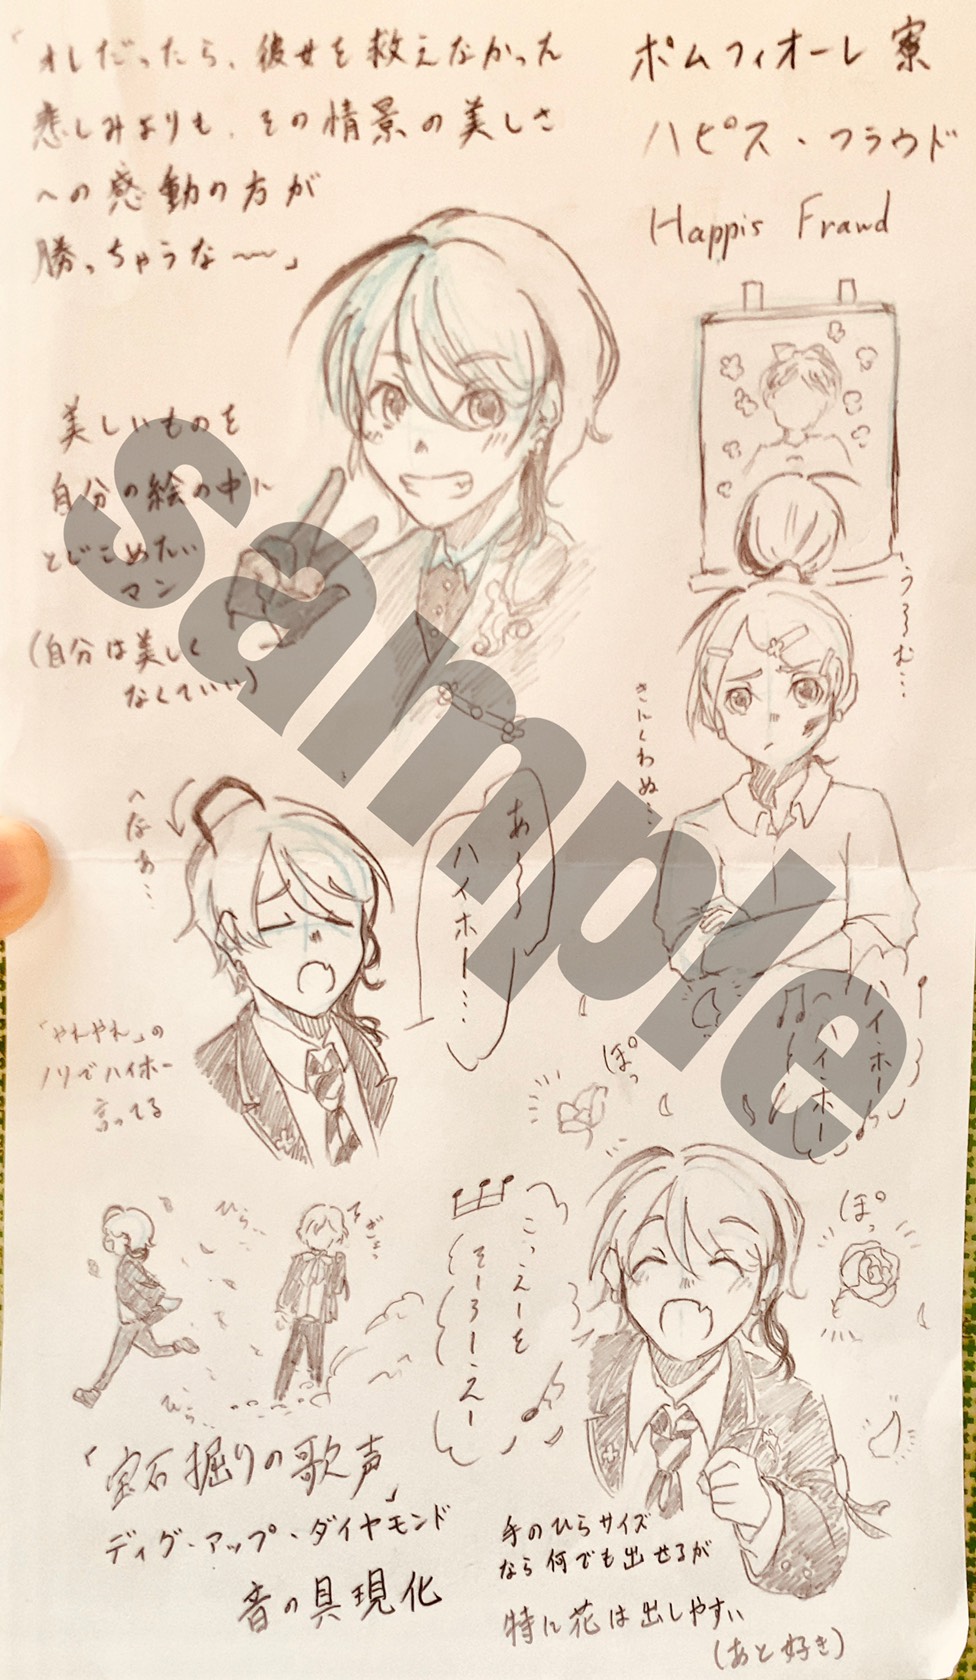 「オレだったら、彼女を救えなかった
悲しみよりも、その情景の美しさ
への感動の方が
勝っちゃうな〜〜」
ポムフィオーレ寮
ハピス・フラウド
Happis Fraud
美しいものを
自分の絵の中に
とじこめたい
マン
(自分は美しく
なくていい)
うろむ…
きにくわぬ…
へなぁ…
あ〜〜
ハイホー…
「やれやれ」の
ノリでハイホー
言ってる
ハイ・ホー♪
ハイ・ホー
ぽっ
ぽっ
ひら…
ひら…
こっえーを
そーろーえー
「宝石掘りの歌声」
ディグ・アップ・ダイヤモンド
音の具現化
手のひらサイズ
なら何でも出せるが
特に花は出しやすい
(あと好き)
sample